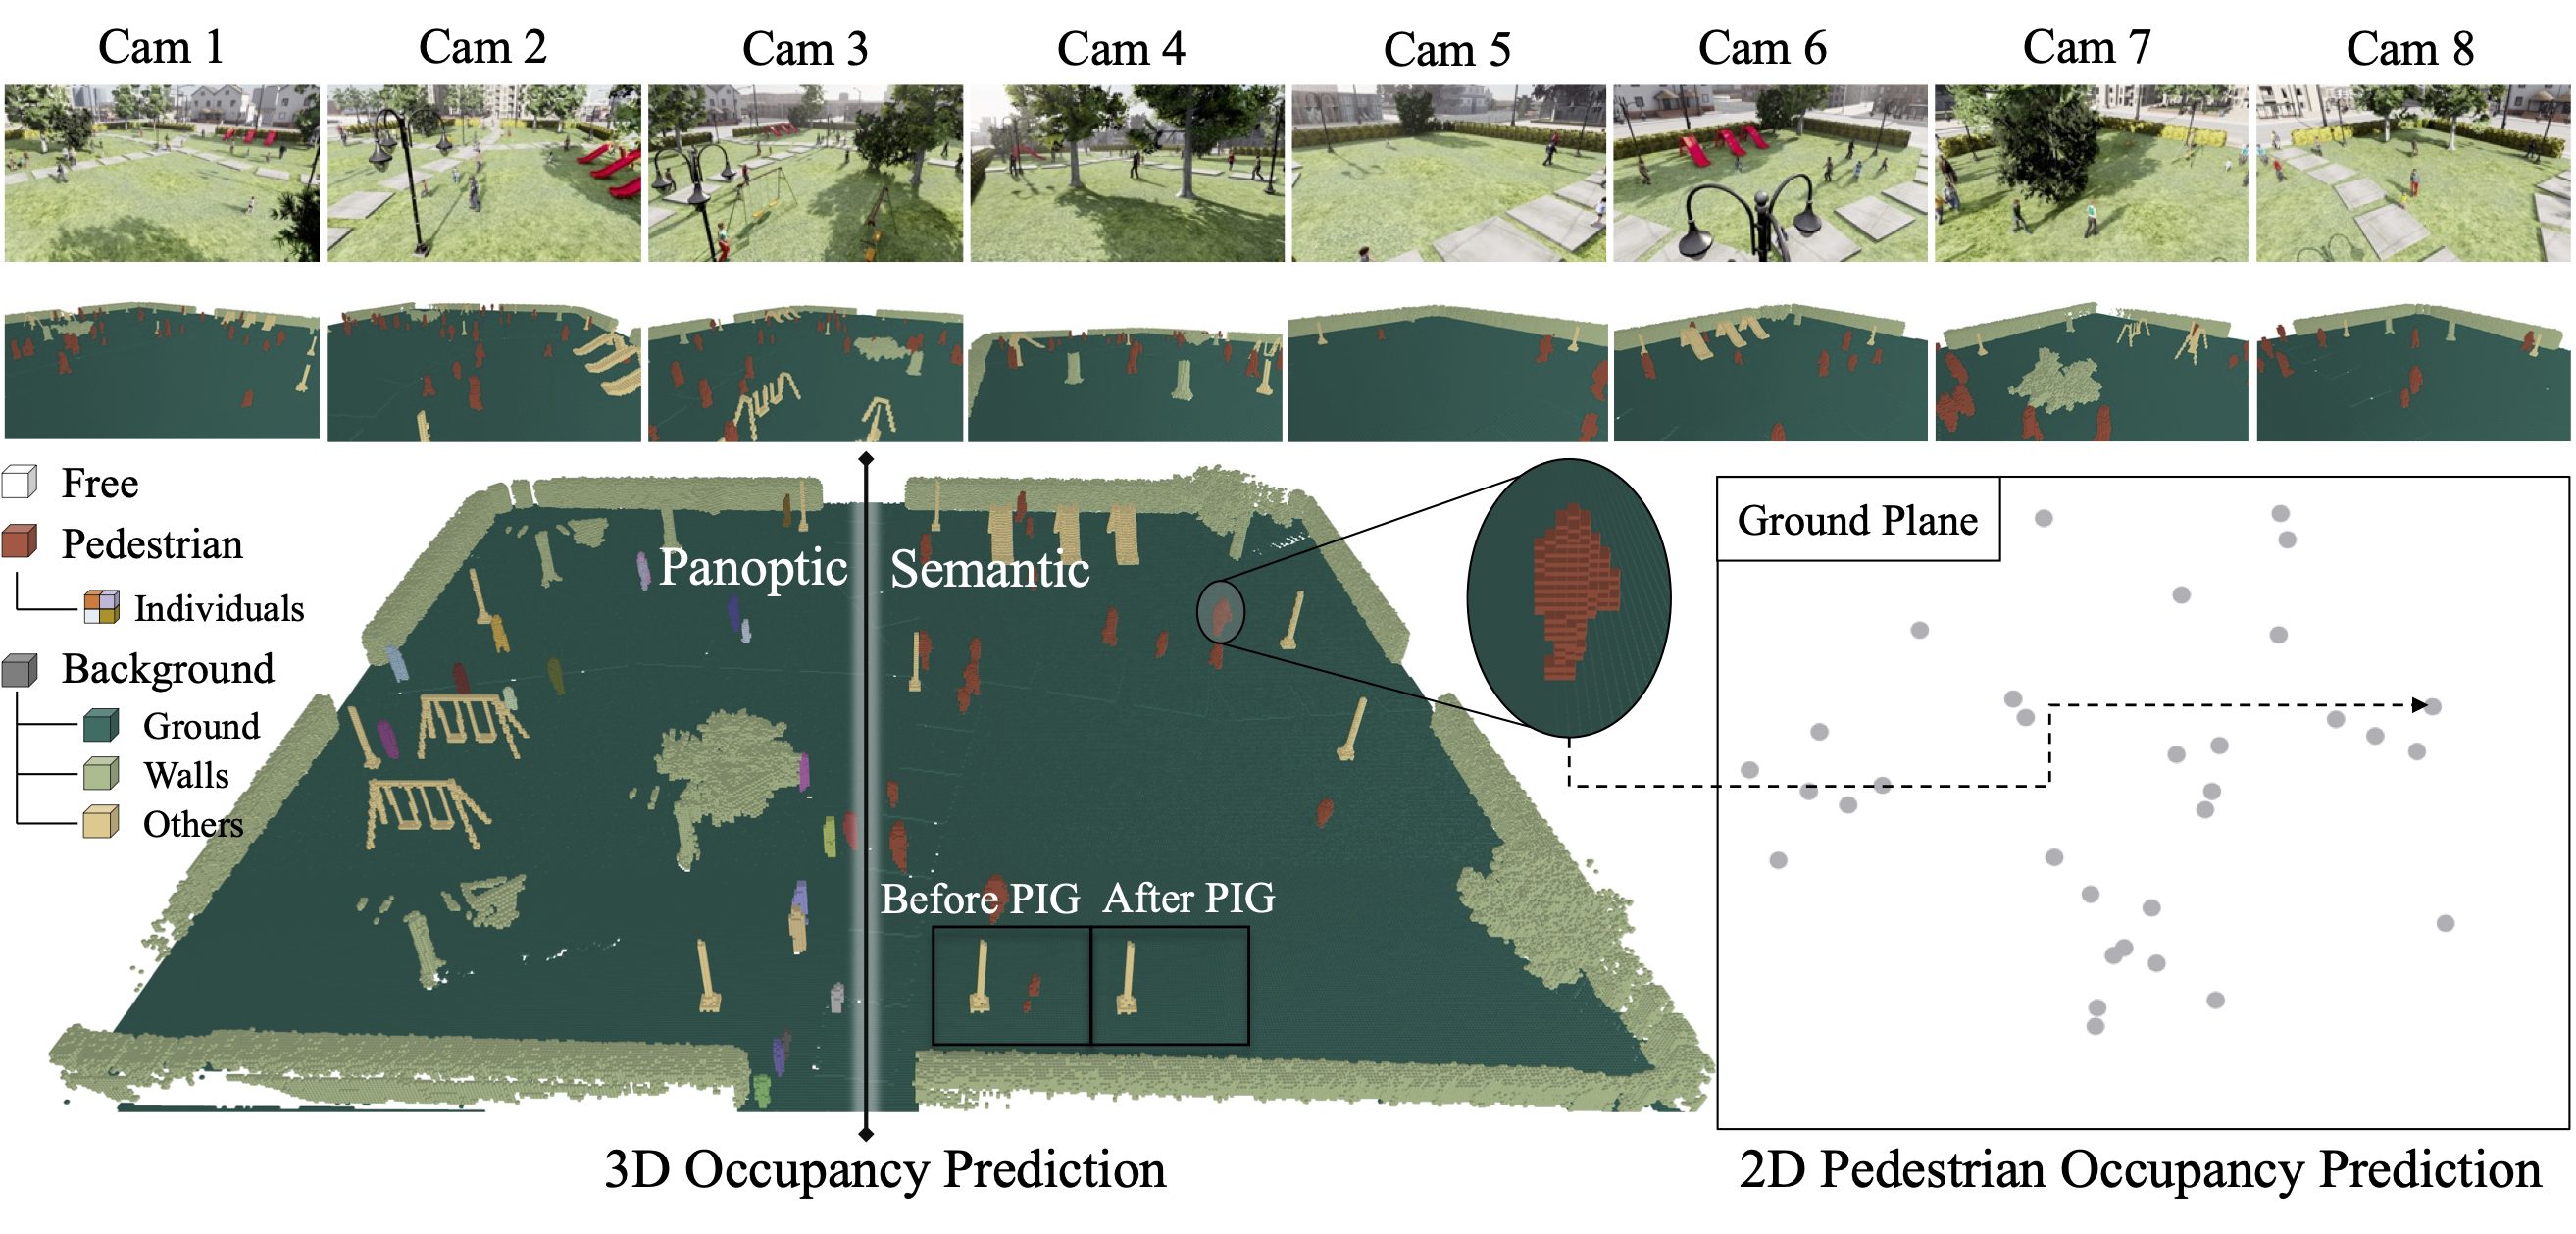 Cam 1
Cam 2
Cam 3
Cam 4
Cam 5
Cam 6
Cam 7
Cam 8
Free
Pedestrian
Individuals
Background
Ground
Walls
Others
Panoptic
Semantic
Before PIG
After PIG
Ground Plane
3D Occupancy Prediction
2D Pedestrian Occupancy Prediction